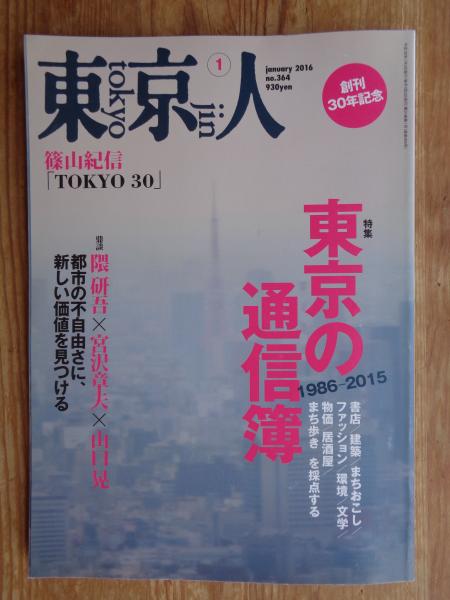 東京人
tokyo jin
1
january 2016
no.364
930yen
創刊
30年記念
篠山紀信
「TOKYO 30」
特集
東京の
通信簿
1986-2015
書店／建築／まちおこし／
ファッション／環境／文学／
物価／居酒屋／
まち歩き を採点する
鼎談
隈研吾×宮沢章夫×山口晃
都市の不自由さに、
新しい価値を見つける